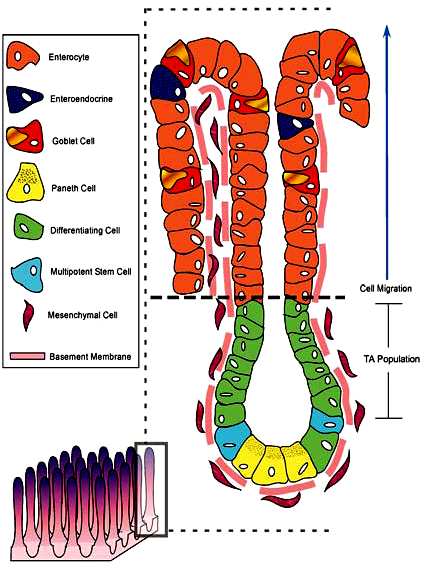 Enterocyte
Enteroendocrine
Goblet Cell
Paneth Cell
Differentiating Cell
Multipotent Stem Cell
Mesenchymal Cell
Basement Membrane
Cell Migration
TA Population